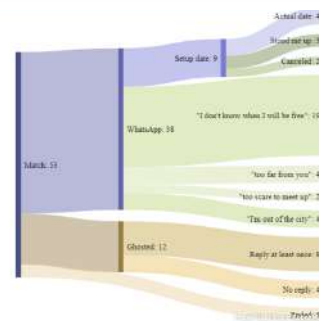 Actual date: 4
Stood me up: 3
Setup date: 9
Canceled: 2
"I don't know when I will be free": 19
WhatsApp: 38
Match: 53
"too far from you": 4
"too scare to meet up": 2
"I'm out of the city": 4
Ghosted: 12
Reply at least once: 8
No reply: 4
Ended: 3